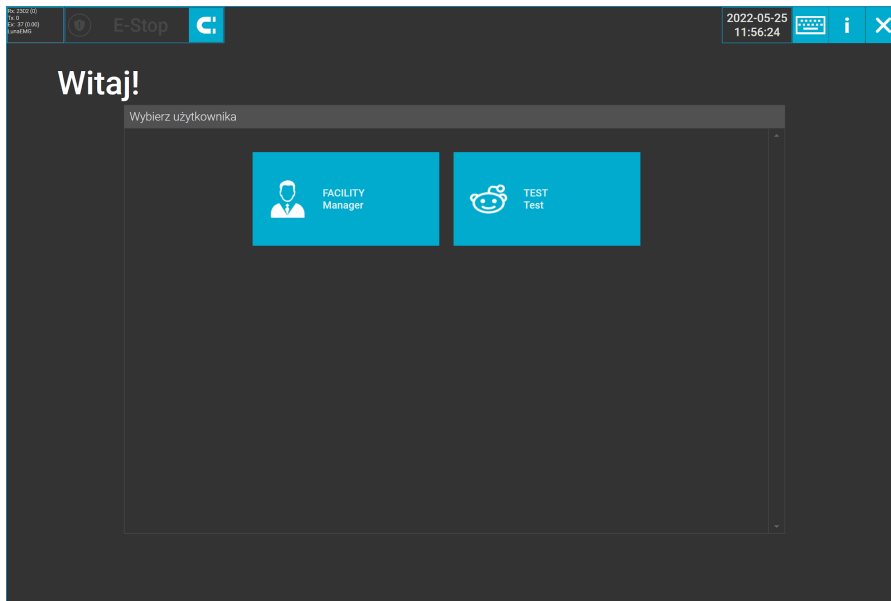 Rx: 2302 (0)
Tx: 0
Ex: 37 (0.00)
LunaEMG
E-Stop
2022-05-25
11:56:24
i
Witaj!
Wybierz użytkownika
FACILITY
Manager
TEST
Test